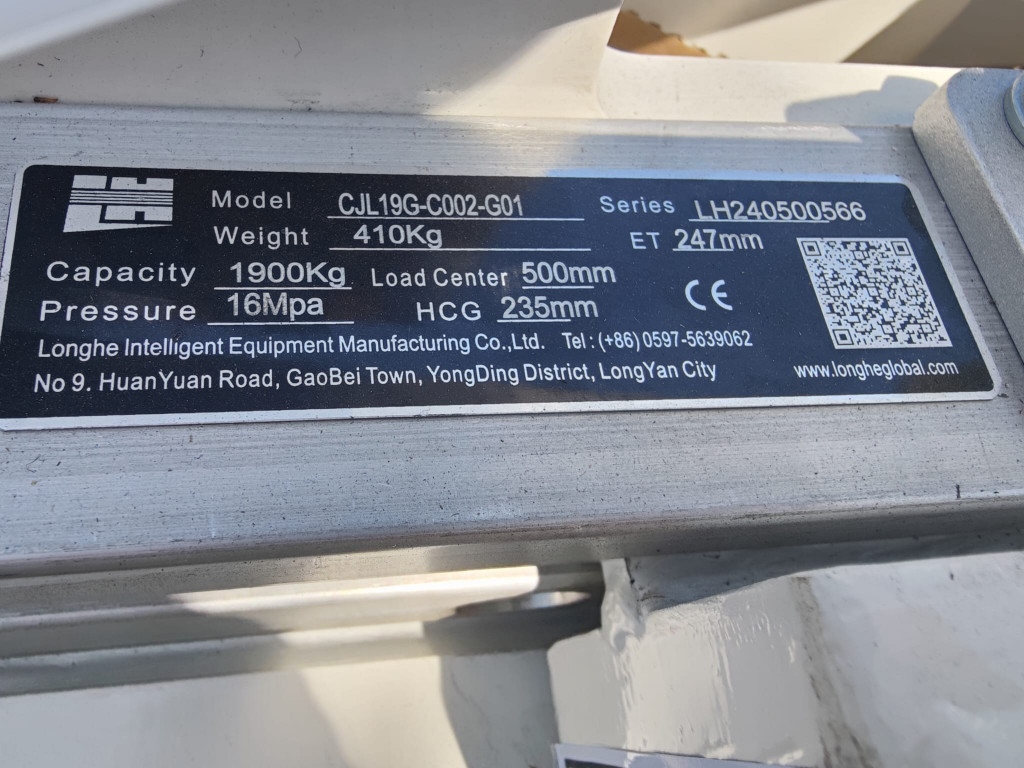 LH
Model CJL19G-C002-G01 Series LH240500566
Weight 410Kg ET 247mm
Capacity 1900Kg Load Center 500mm
Pressure 16Mpa HCG 235mm CE
Longhe Intelligent Equipment Manufacturing Co.,Ltd. Tel:(+86)0597-5639062
No 9. HuanYuan Road, GaoBei Town, YongDing District, LongYan City www.longheglobal.com